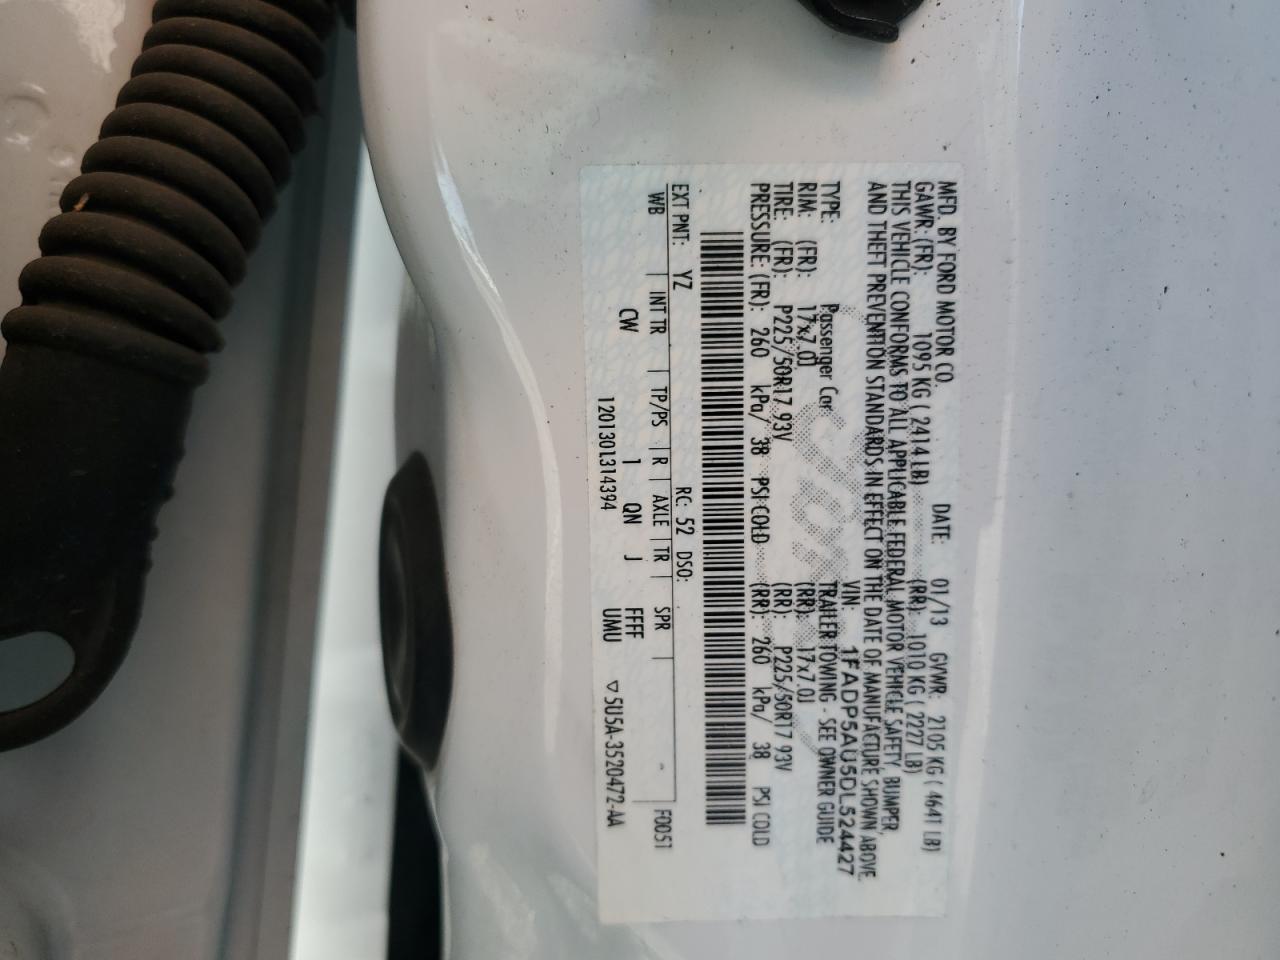 MFD. BY FORD MOTOR CO.
DATE: 01/13 GVWR: 2105 KG ( 4641 LB)
GAWR: (FR): 1095 KG ( 2414 LB) (RR): 1010 KG ( 2227 LB)
THIS VEHICLE CONFORMS TO ALL APPLICABLE FEDERAL MOTOR VEHICLE SAFETY, BUMPER,
AND THEFT PREVENTION STANDARDS IN EFFECT ON THE DATE OF MANUFACTURE SHOWN ABOVE.
VIN: 1FADP5AU5DL524427
TYPE: Passenger Car TRAILER TOWING - SEE OWNER GUIDE
RIM: (FR): 17x7.0J (RR): 17x7.0J
TIRE: (FR): P225/50R17 93V (RR): P225/50R17 93V
PRESSURE: (FR): 260 kPa/ 38 PSI COLD (RR): 260 kPa/ 38 PSI COLD
EXT PNT: YZ RC: 52 DSO:
WB | INT TR | TP/PS | R | AXLE | TR | SPR F0051
CW 1 QN J FFFF
UMU
120130L314394 ▽ 5U5A-3520472-AA